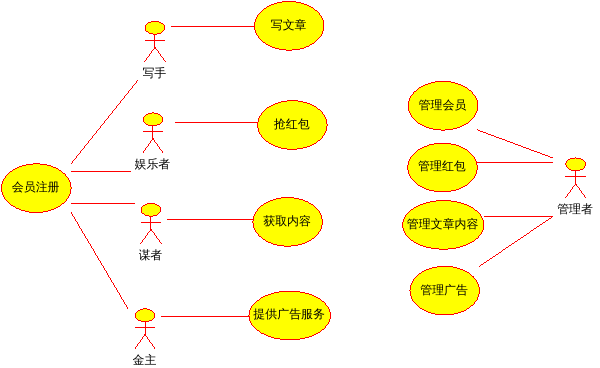 写文章
写手
管理会员
抢红包
娱乐者
管理红包
会员注册
管理者
获取内容
管理文章内容
谋者
管理广告
提供广告服务
金主